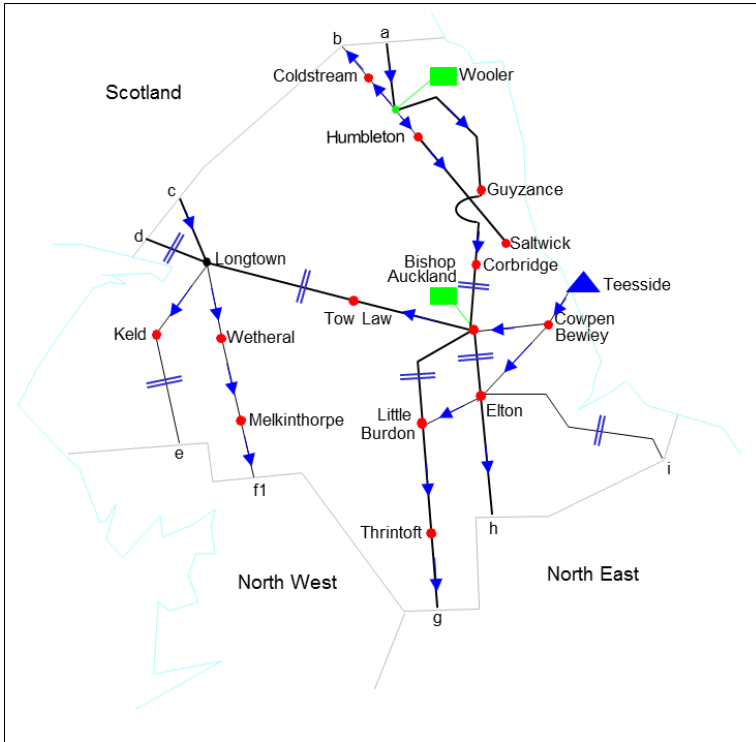 b
a
Coldstream
Wooler
Scotland
Humbleton
Guyzance
c
d
Saltwick
Longtown
Bishop
Auckland
Corbridge
Teesside
Tow Law
Cowpen
Bewley
Keld
Wetheral
Elton
Little
Burdon
Melkinthorpe
e
f1
i
h
Thrintoft
North West
North East
g